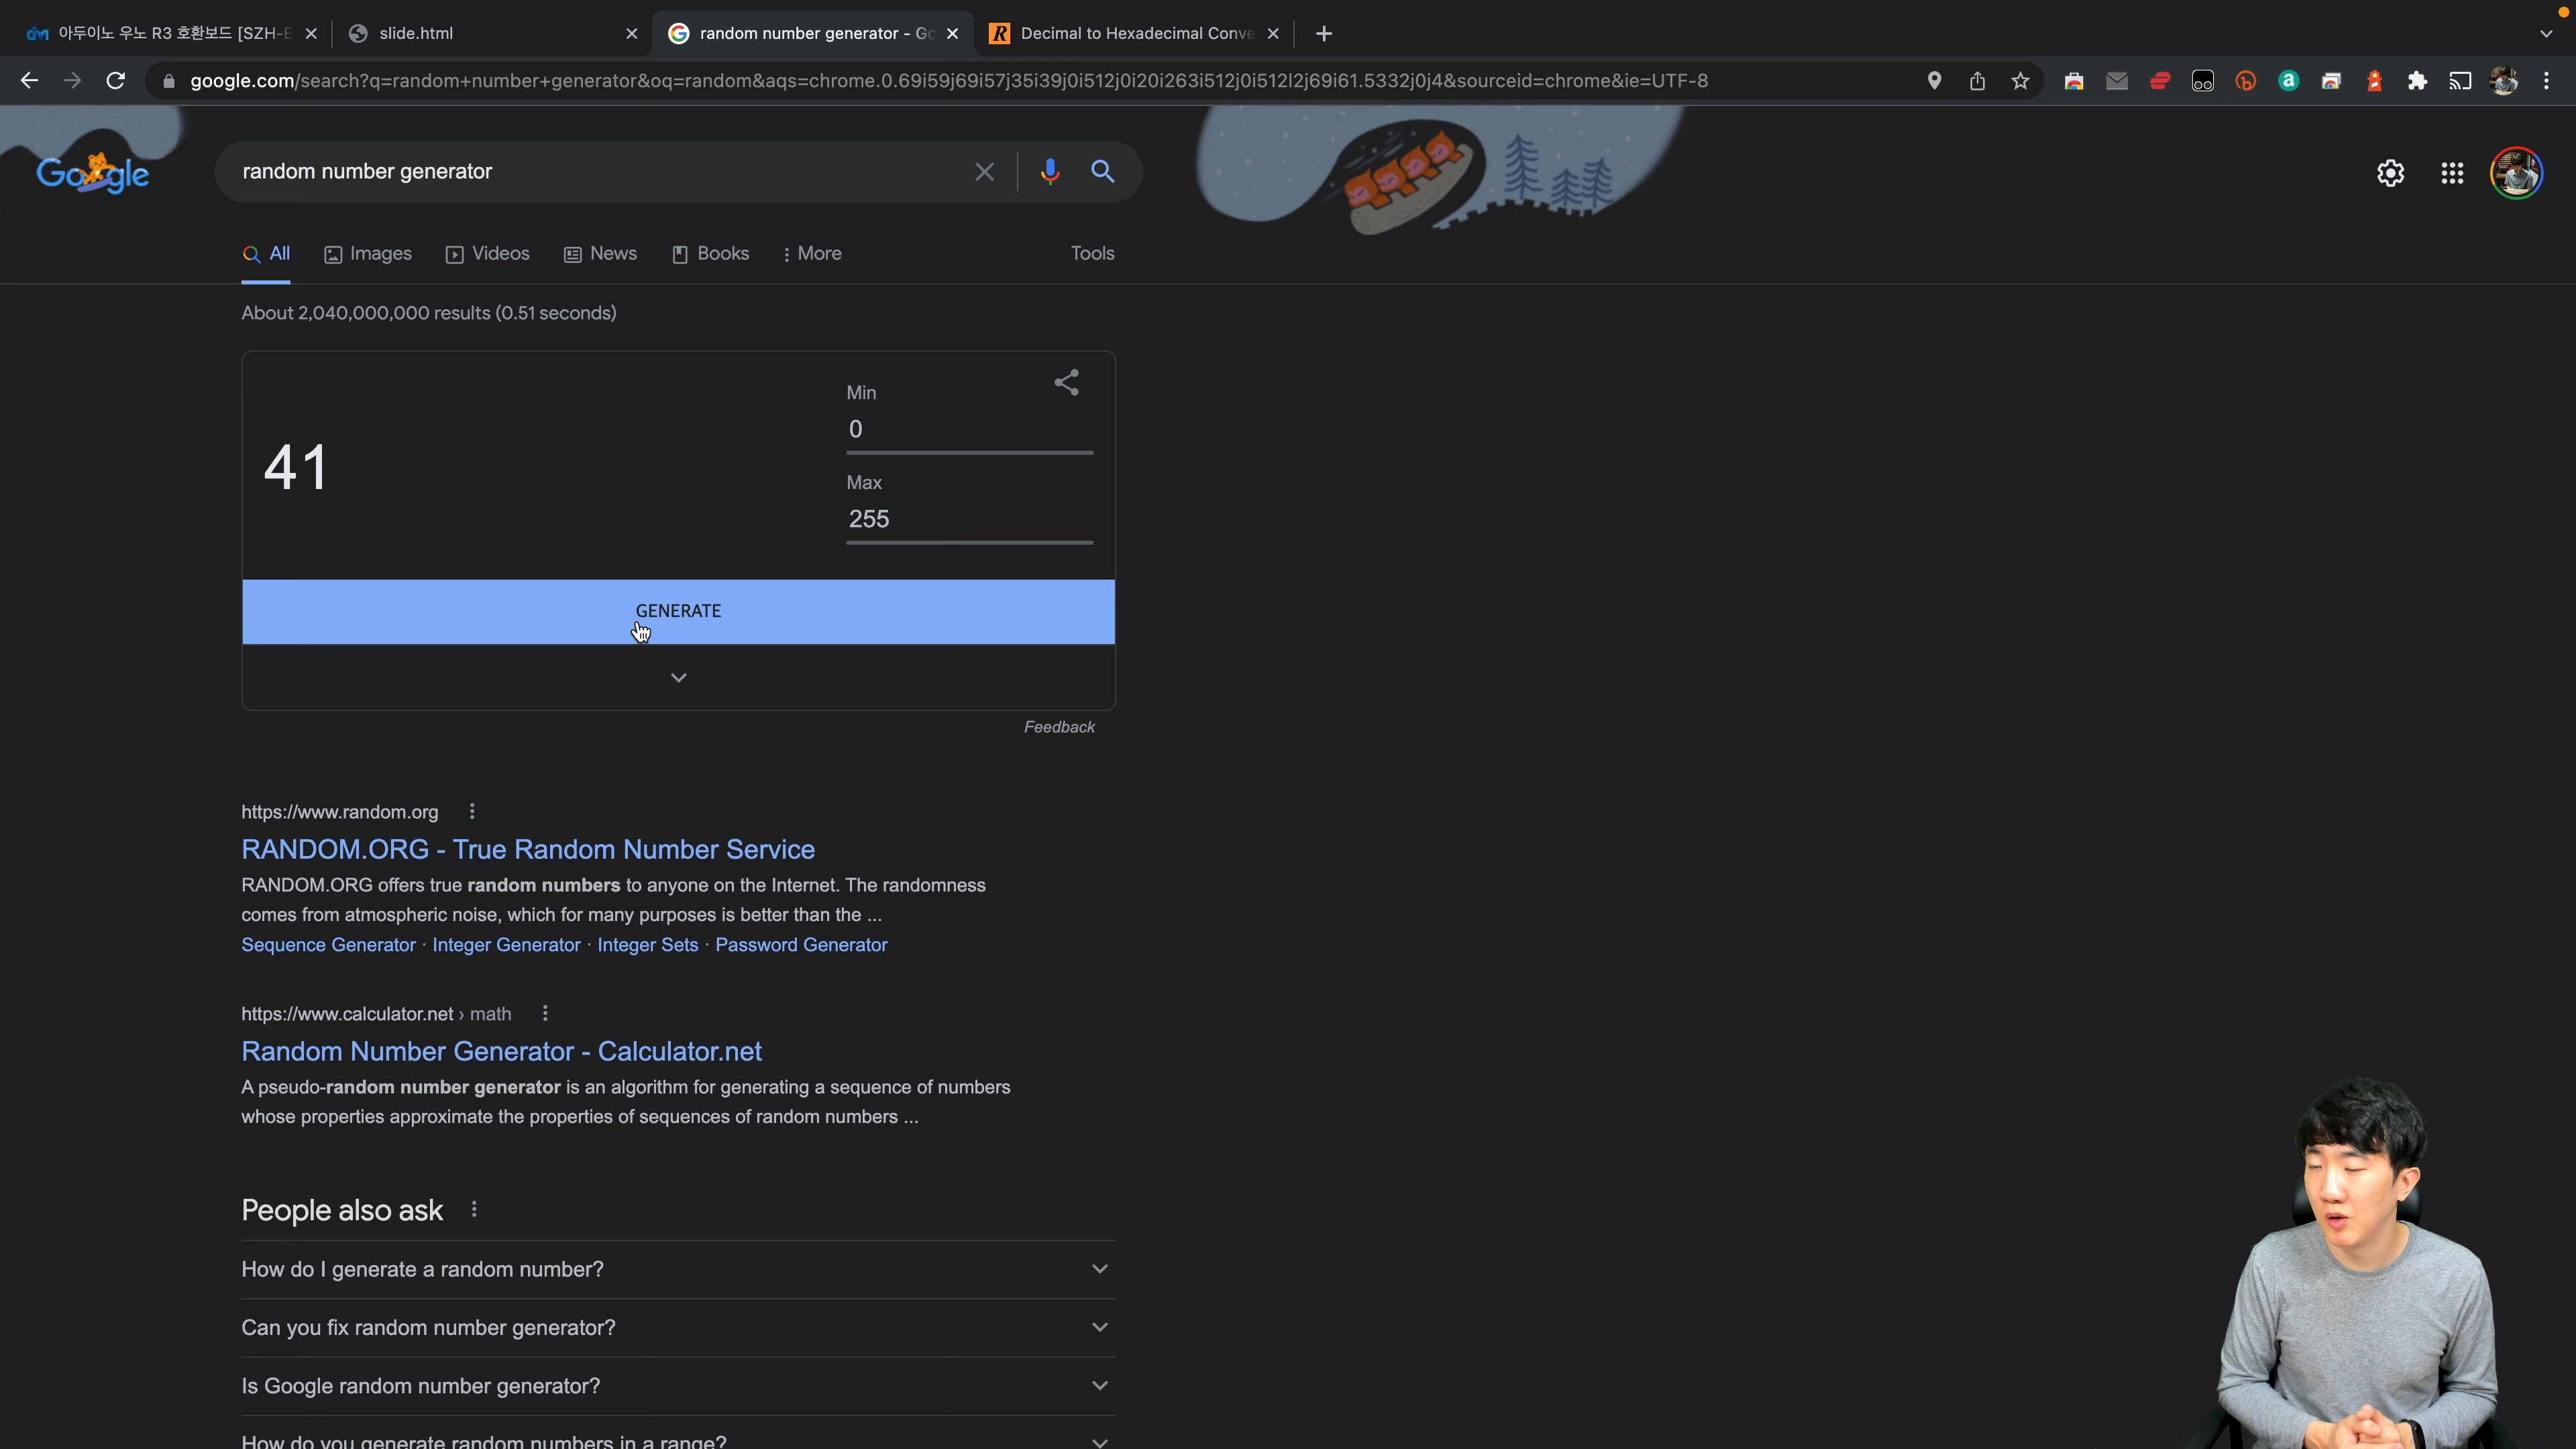 아두이노 우노 R3 호환보드 [SZH-E
slide.html
random number generator - Go
Decimal to Hexadecimal Conve
google.com/search?q=random+number+generator&oq=random&aqs=chrome.0.69i59j69i57j35i39j0i512j0i20i263i512j0i512l2j69i61.5332j0j4&sourceid=chrome&ie=UTF-8
Google
random number generator
All
Images
Videos
News
Books
More
Tools
About 2,040,000,000 results (0.51 seconds)
Min
0
41
Max
255
GENERATE
Feedback
https://www.random.org
RANDOM.ORG - True Random Number Service
RANDOM.ORG offers true random numbers to anyone on the Internet. The randomness
comes from atmospheric noise, which for many purposes is better than the ...
Sequence Generator · Integer Generator · Integer Sets · Password Generator
https://www.calculator.net › math
Random Number Generator - Calculator.net
A pseudo-random number generator is an algorithm for generating a sequence of numbers
whose properties approximate the properties of sequences of random numbers ...
People also ask
How do I generate a random number?
Can you fix random number generator?
Is Google random number generator?
How do you generate random numbers in a range?